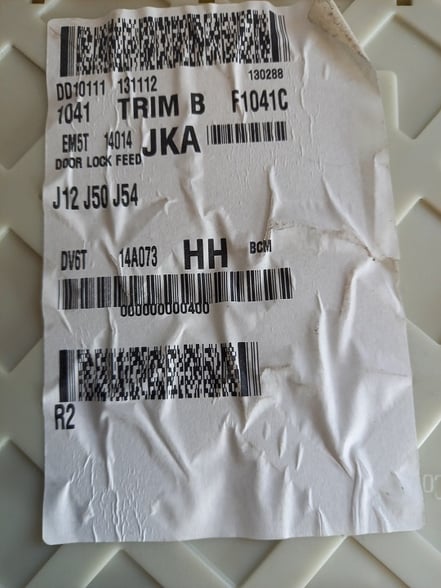 DD10111 131112 130288
1041 TRIM B F1041C
EM5T 14014 JKA
DOOR LOCK FEED
J12 J50 J54
DV6T 14A073 HH BCM
000000000400
R2